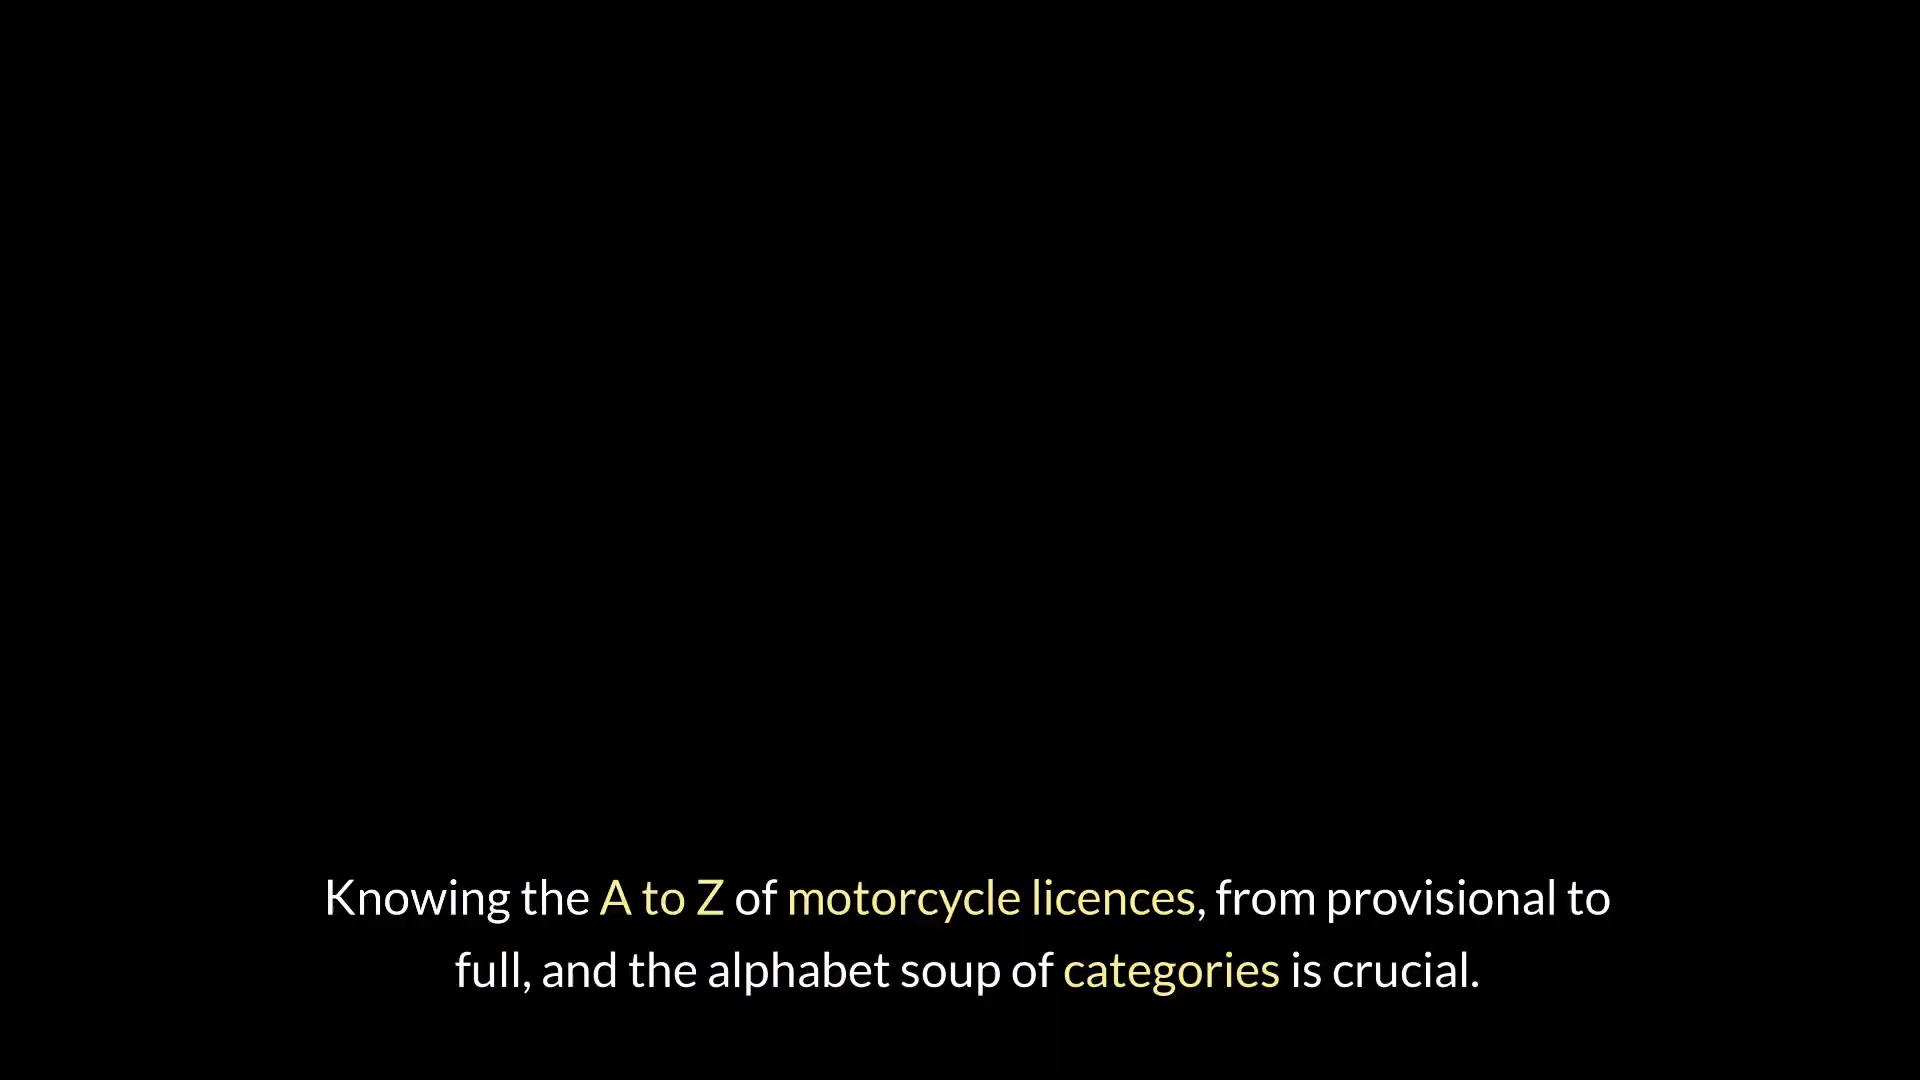 Knowing the A to Z of motorcycle licences, from provisional to
full, and the alphabet soup of categories is crucial.